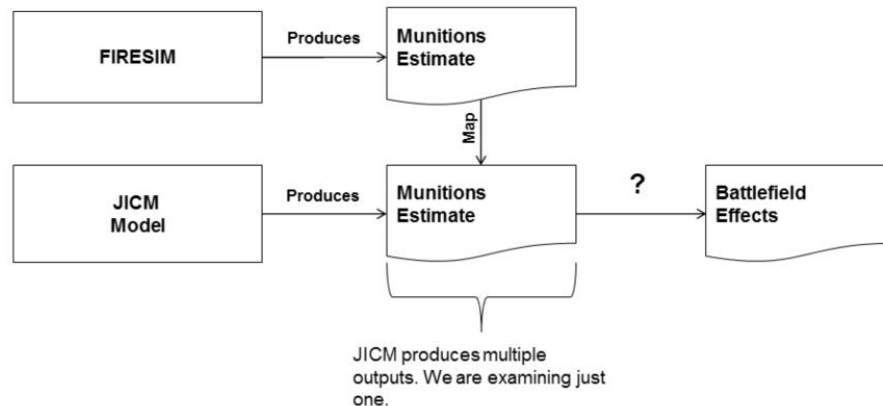 FIRESIM
Produces
Munitions
Estimate
Map
JICM
Model
Produces
Munitions
Estimate
?
Battlefield
Effects
JICM produces multiple
outputs. We are examining just
one.